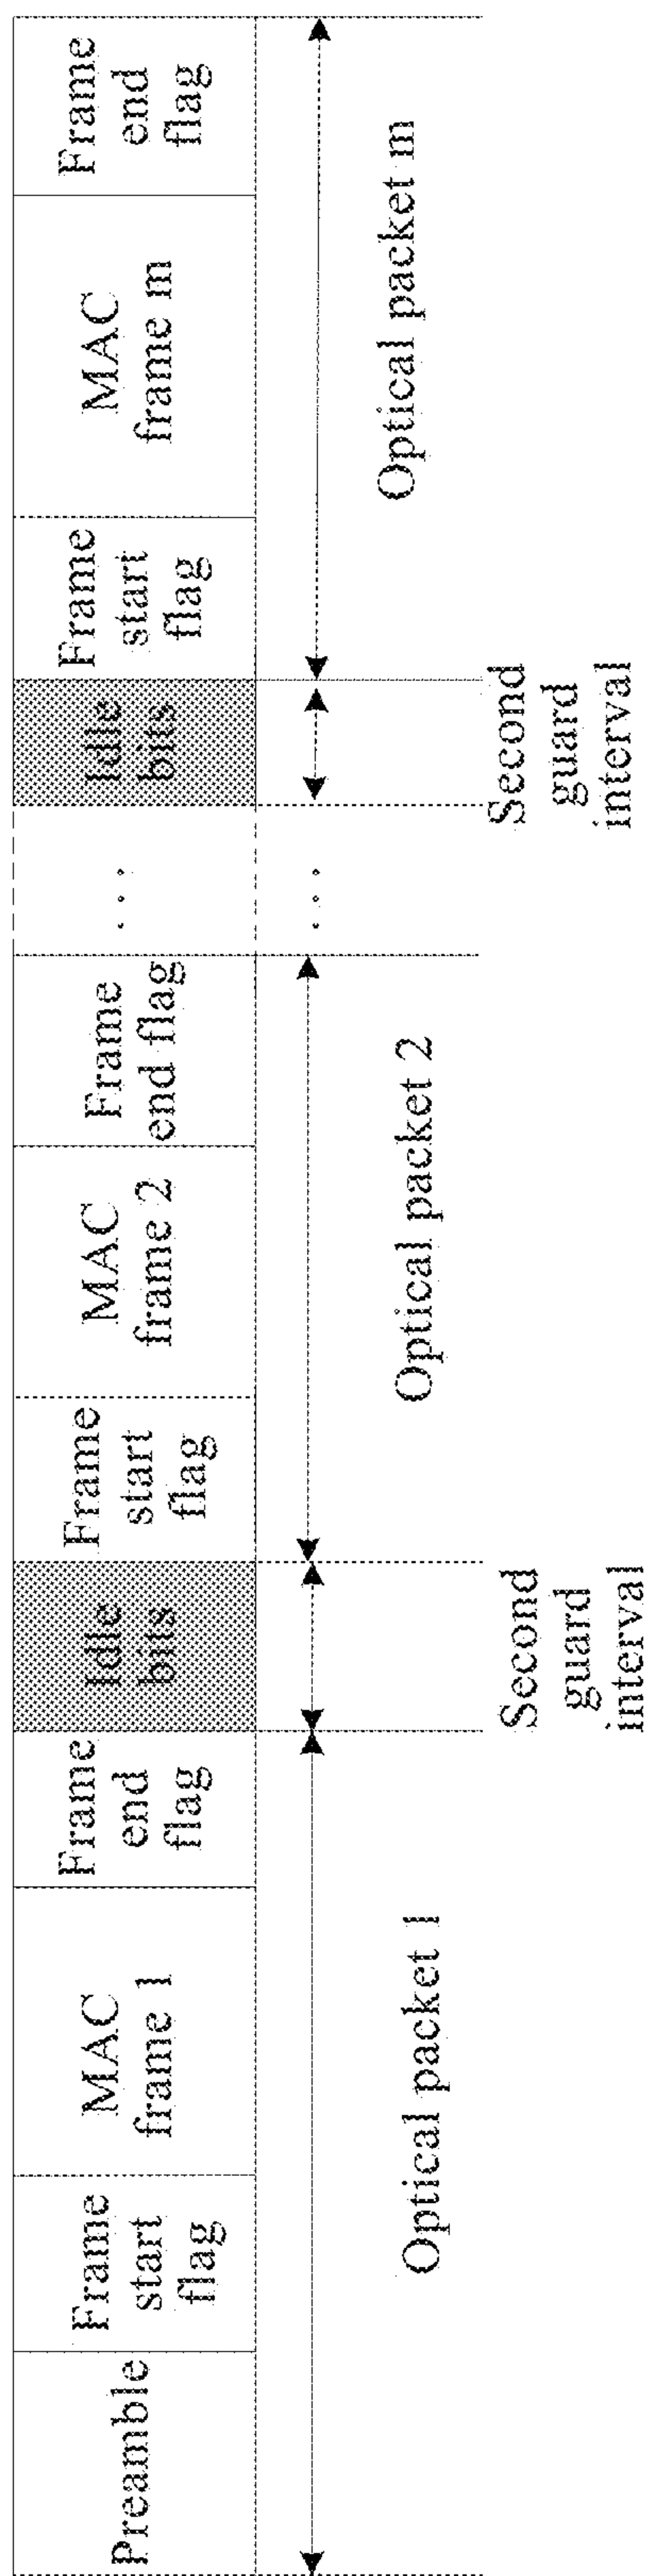 Preamble
Frame
start
flag
MAC
frame 1
Frame
end
flag
Idle
bits
Frame
start
flag
MAC
frame 2
Frame
end flag
. . .
Idle
bits
Frame
start
flag
MAC
frame m
Frame
end
flag
Optical packet 1
Second
guard
interval
Optical packet 2
. . .
Second
guard
interval
Optical packet m